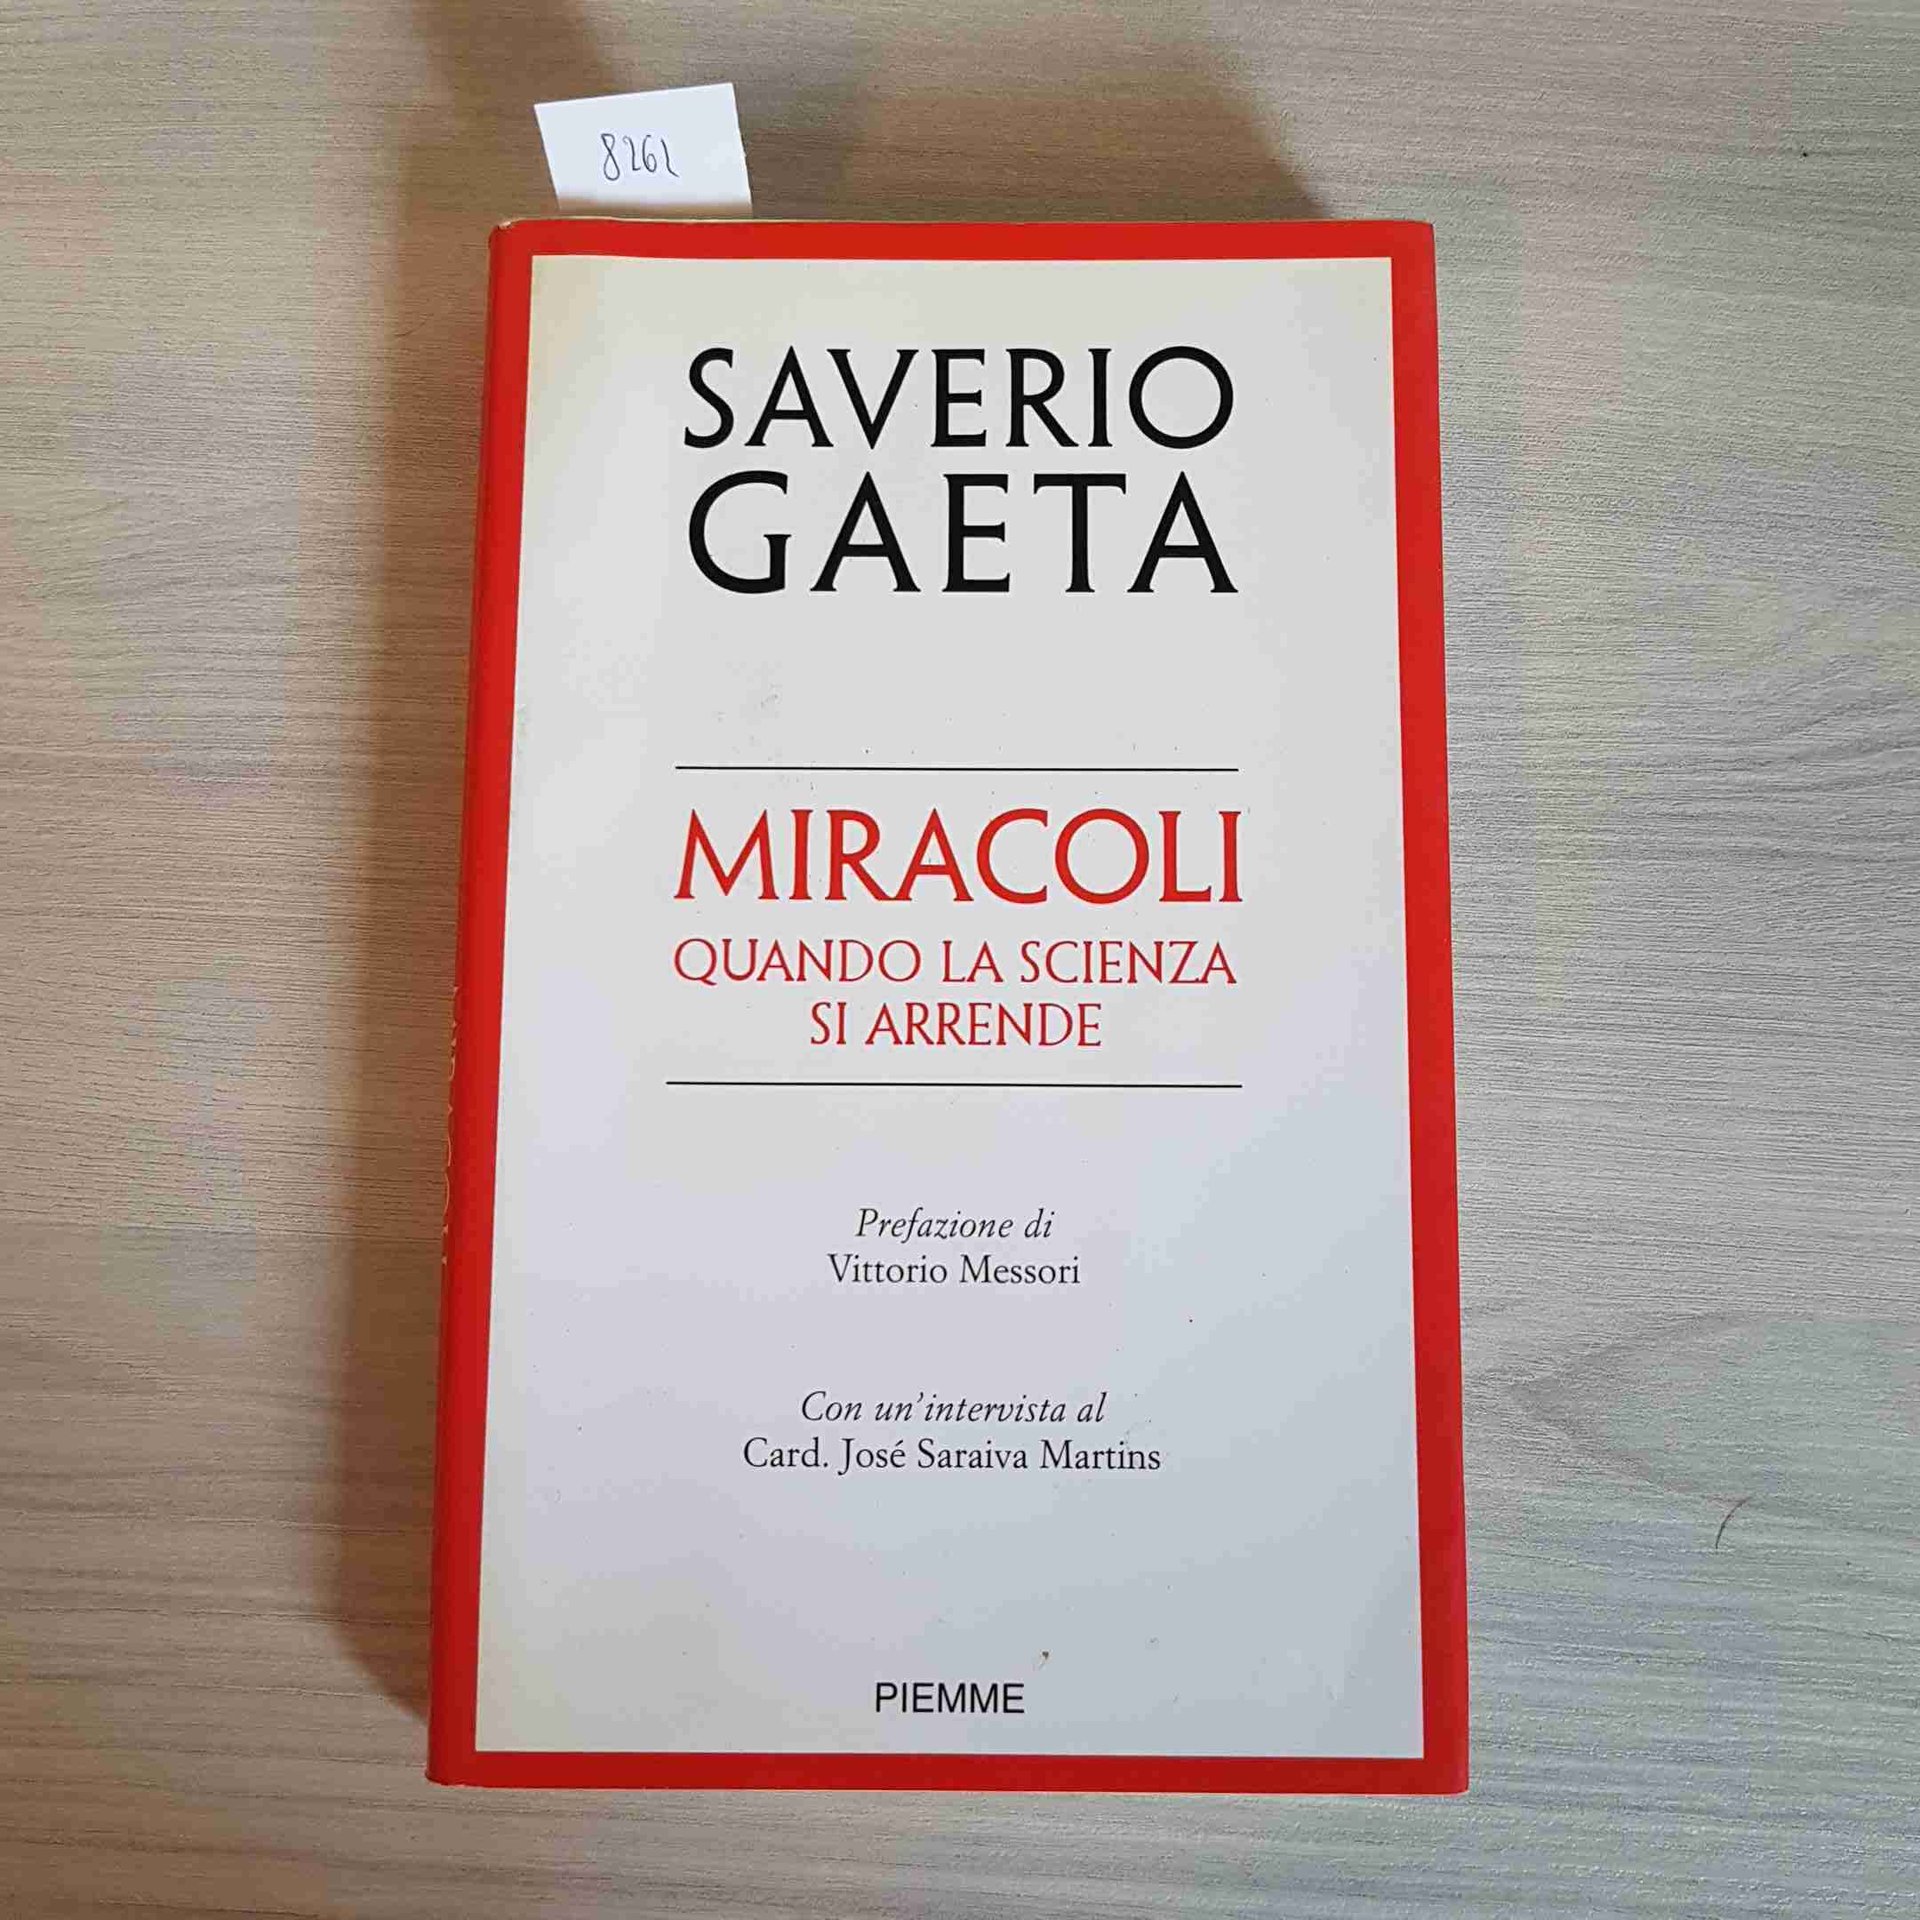 8262
SAVERIO
GAETA
MIRACOLI
QUANDO LA SCIENZA
SI ARRENDE
Prefazione di
Vittorio Messori
Con un'intervista al
Card. José Saraiva Martins
PIEMME